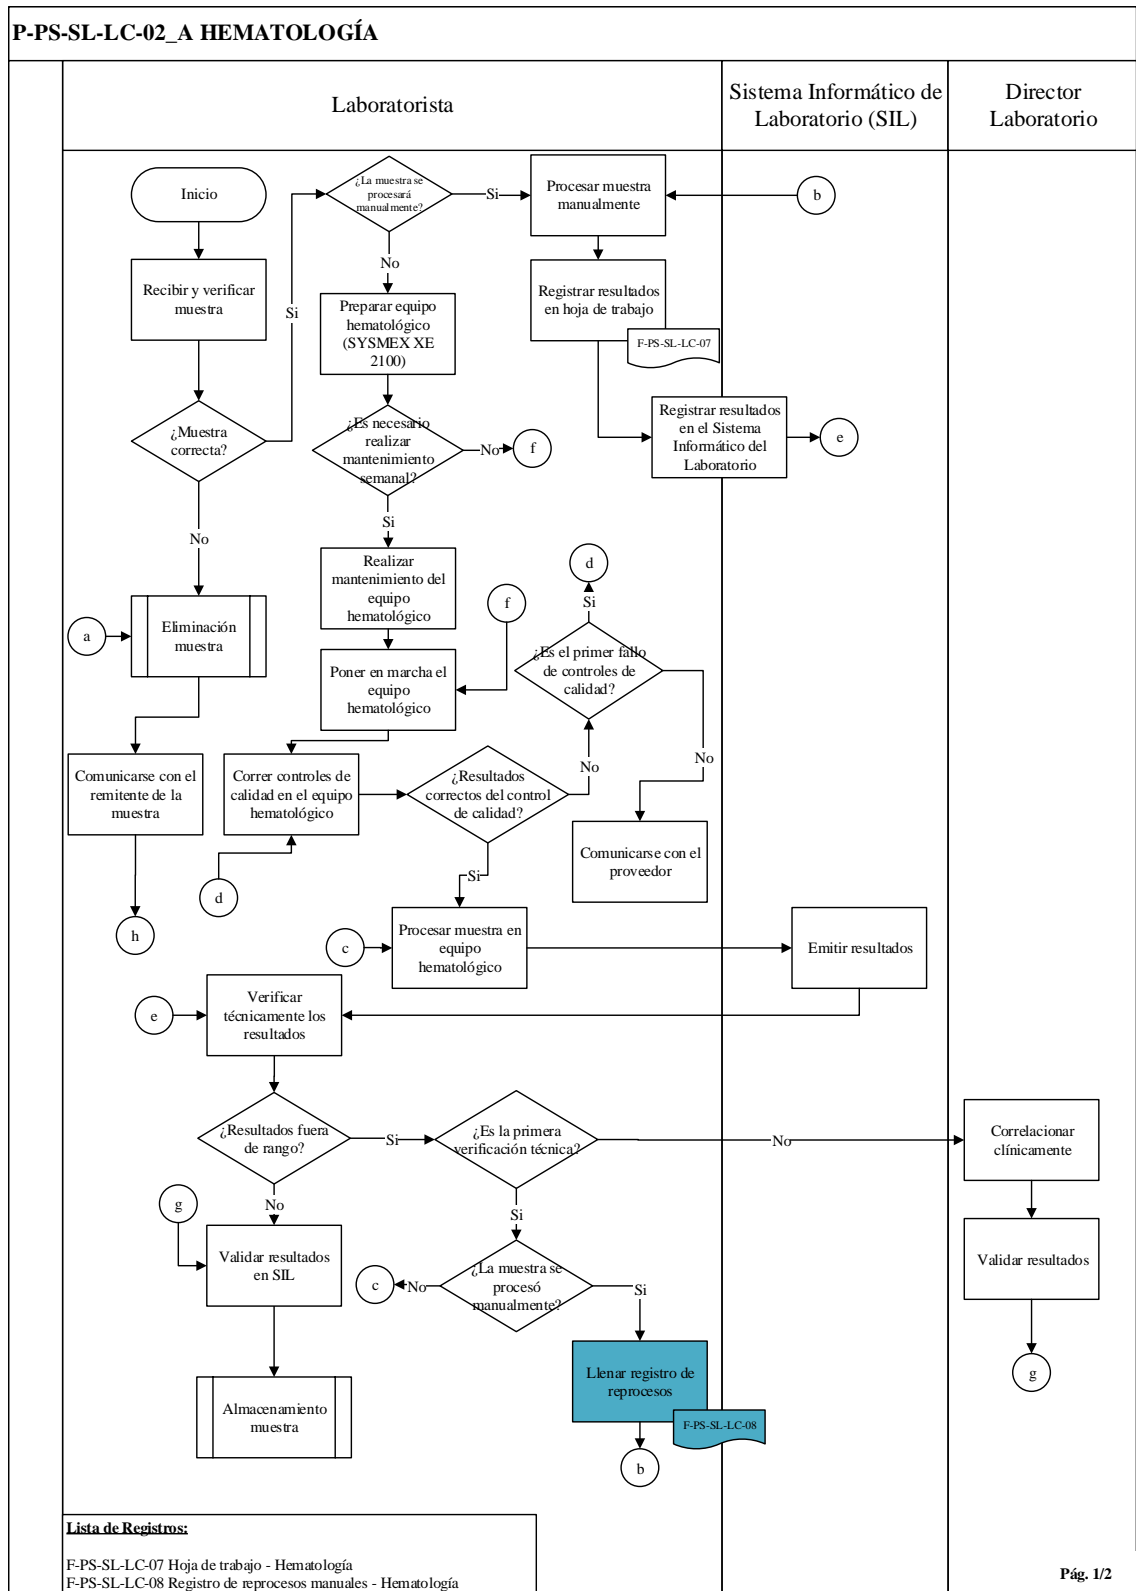 P-PS-SL-LC-02_A HEMATOLOGÍA
Laboratorista
Sistema Informático de
Laboratorio (SIL)
Director
Laboratorio
Inicio
¿La muestra se
procesará
manualmente?
Si
Procesar muestra
manualmente
b
No
Recibir y verificar
muestra
Si
Preparar equipo
hematológico
(SYSMEX XE
2100)
Registrar resultados
en hoja de trabajo
F-PS-SL-LC-07
¿Muestra
correcta?
¿Es necesario
realizar
mantenimiento
semanal?
No
f
Registrar resultados
en el Sistema
Informático del
Laboratorio
e
No
Si
Realizar
mantenimiento del
equipo
hematológico
d
Si
f
a
Eliminación
muestra
¿Es el primer fallo
de controles de
calidad?
Poner en marcha el
equipo
hematológico
No
No
Comunicarse con el
remitente de la
muestra
Correr controles de
calidad en el equipo
hematológico
¿Resultados
correctos del control
de calidad?
Comunicarse con el
proveedor
d
Si
h
c
Procesar muestra en
equipo
hematológico
Emitir resultados
e
Verificar
técnicamente los
resultados
¿Resultados fuera
de rango?
Si
¿Es la primera
verificación técnica?
No
Correlacionar
clínicamente
g
No
Si
Validar resultados
en SIL
c
No
¿La muestra se
procesó
manualmente?
Si
Validar resultados
Llenar registro de
reprocesos
F-PS-SL-LC-08
g
Almacenamiento
muestra
b
Lista de Registros:
F-PS-SL-LC-07 Hoja de trabajo - Hematología
F-PS-SL-LC-08 Registro de reprocesos manuales - Hematología
Pág. 1/2